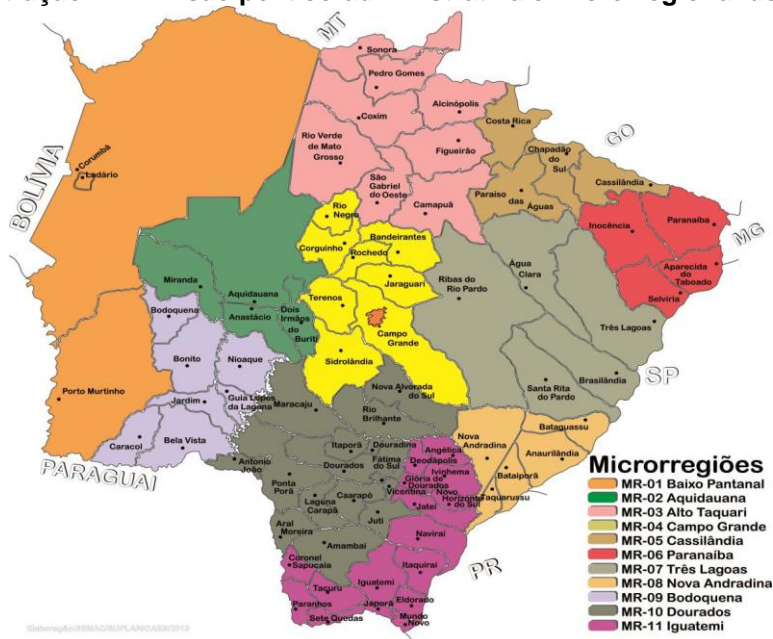 MT
Sonora
Pedro Gomes
Alcinópolis
Coxim
Costa Rica
GO
Rio Verde
de Mato
Grosso
Figueirão
Chapadão
do
Sul
Cassilândia
São
Gabriel
do Oeste
Camapuã
Paraiso
das
Águas
Corumbá
Ladário
BOLÍVIA
Rio
Negro
Bandeirantes
Corguinho
Rochedo
Inocência
Paranaíba
MG
Aparecida
do
Taboado
Selvíria
Jaraguari
Ribas do
Rio Pardo
Água
Clara
Três Lagoas
Miranda
Aquidauana
Anastácio
Dois
Irmãos
do
Buriti
Terenos
Campo
Grande
Sidrolândia
Bodoquena
Bonito
Nioaque
Porto Murtinho
Jardim
Guia Lopes
da Laguna
Caracol
Bela Vista
PARAGUAI
Maracaju
Nova Alvorada
do Sul
Rio
Brilhante
Santa Rita
do Pardo
Brasilândia
SP
Bataguassu
Nova
Andradina
Anaurilândia
Batalporã
Taquarussu
Antonio
João
Itaporã
Douradina
Dourados
Fátima
do Sul
Angélica
Deodápolis
Ivighema
Glória de
Dourados
Vicentina
Novo
Horizonte
do Sul
Jateí
Ponta
Porã
Laguna
Carapã
Caarapó
Juti
Naviraí
Aral
Moreira
Amambai
PR
Coronel
Sapucaia
Itaquiraí
Tacuru
Iguatemi
Paranhos
Sete Quedas
Japorã
Eldorado
Mundo
Novo
Microrregiões
MR-01 Baixo Pantanal
MR-02 Aquidauana
MR-03 Alto Taquari
MR-04 Campo Grande
MR-05 Cassilândia
MR-06 Paranaíba
MR-07 Três Lagoas
MR-08 Nova Andradina
MR-09 Bodoquena
MR-10 Dourados
MR-11 Iguatemi